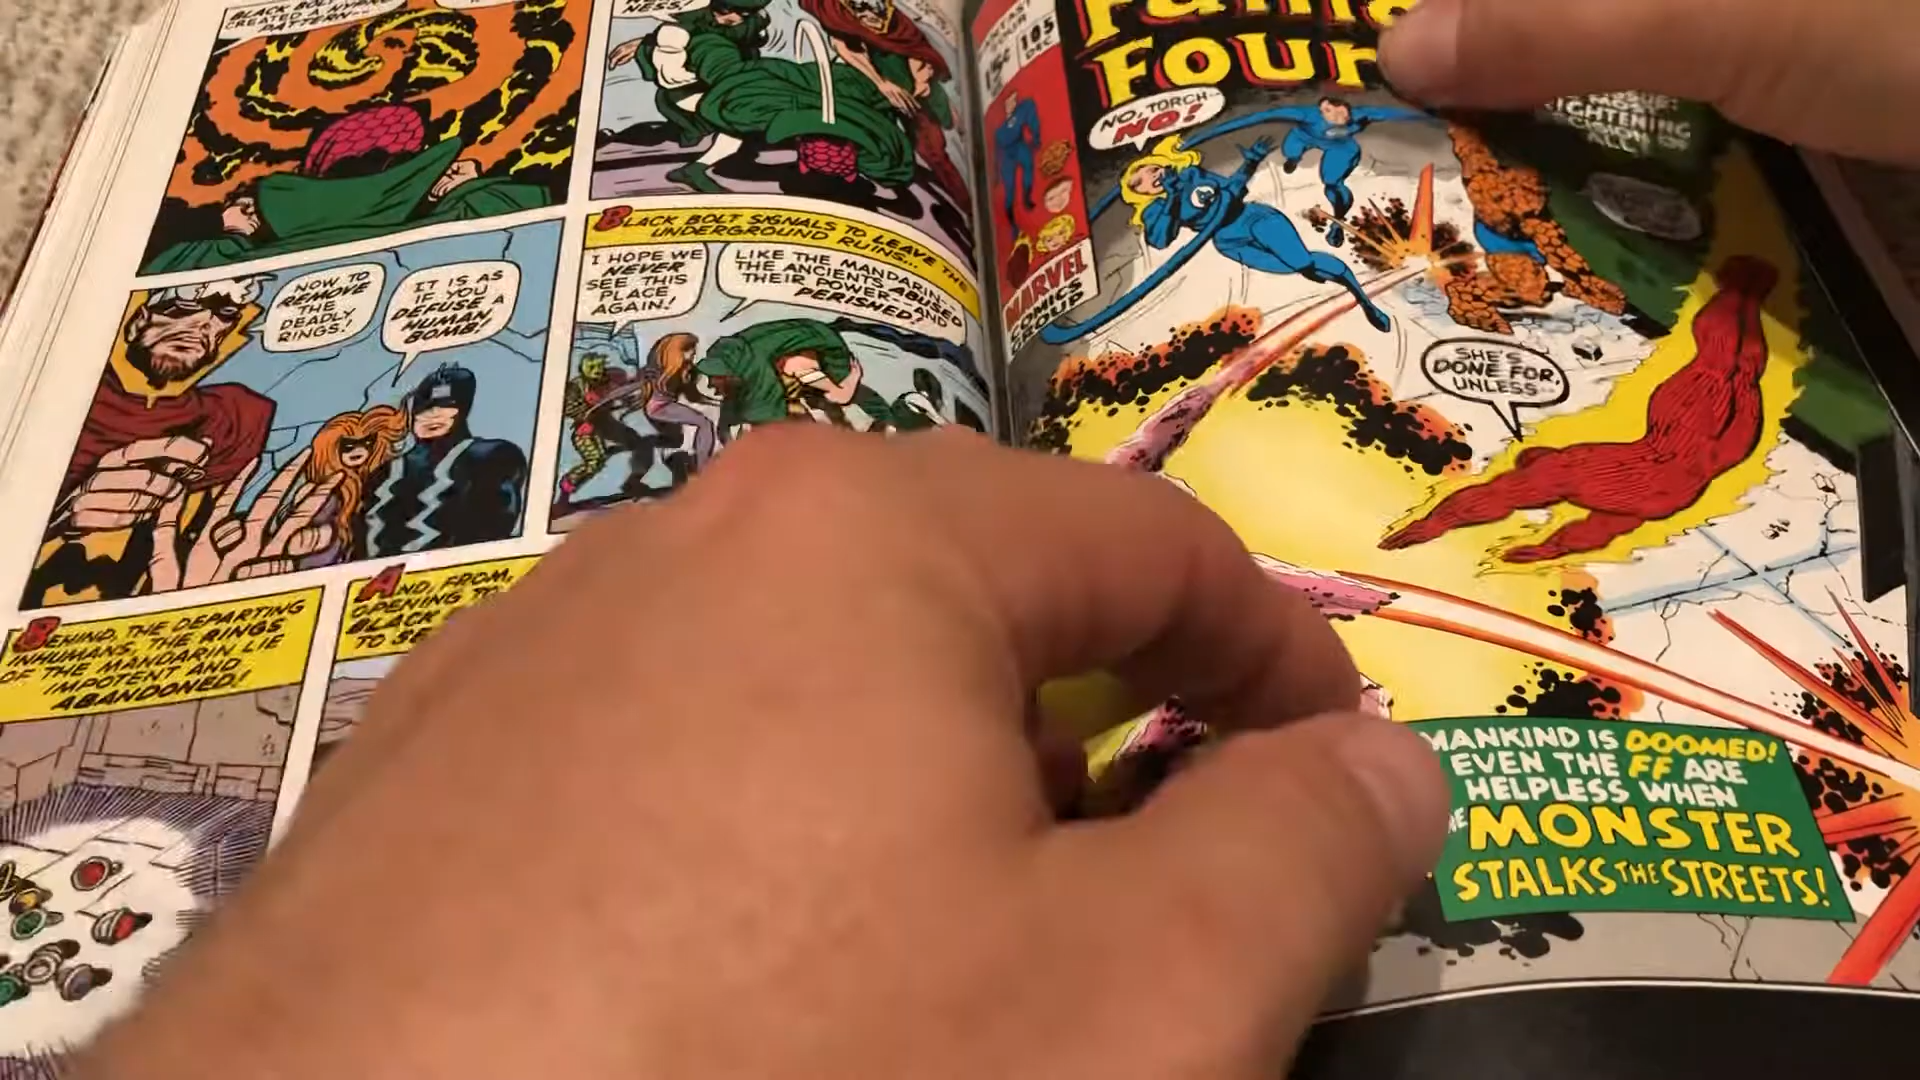 BLACK BOLT
CREATED A HYPNO
PATTERN!
NESS!
BLACK BOLT SIGNALS TO LEAVE THE
UNDERGROUND RUINS...
I HOPE WE
NEVER
SEE THIS
PLACE
AGAIN!
LIKE THE MANDARIN--
THE ANCIENTS ABUSED
THEIR POWER--AND
PERISHED!
NOW TO
REMOVE
THE
DEADLY
RINGS!
IT IS AS
IF YOU
DEFUSE A
HUMAN
BOMB!
BEHIND, THE DEPARTING
INHUMANS, THE RINGS
OF THE MANDARIN LIE
IMPOTENT AND
ABANDONED!
AND, FROM,
OPENING TO
BLACK
TO SE
15¢
105
DEC
Four
NO, TORCH--
NO!
MARVEL
COMICS
GROUP
SHE'S
DONE FOR,
UNLESS--
MANKIND IS DOOMED!
EVEN THE FF ARE
HELPLESS WHEN
MONSTER
STALKS THE STREETS!